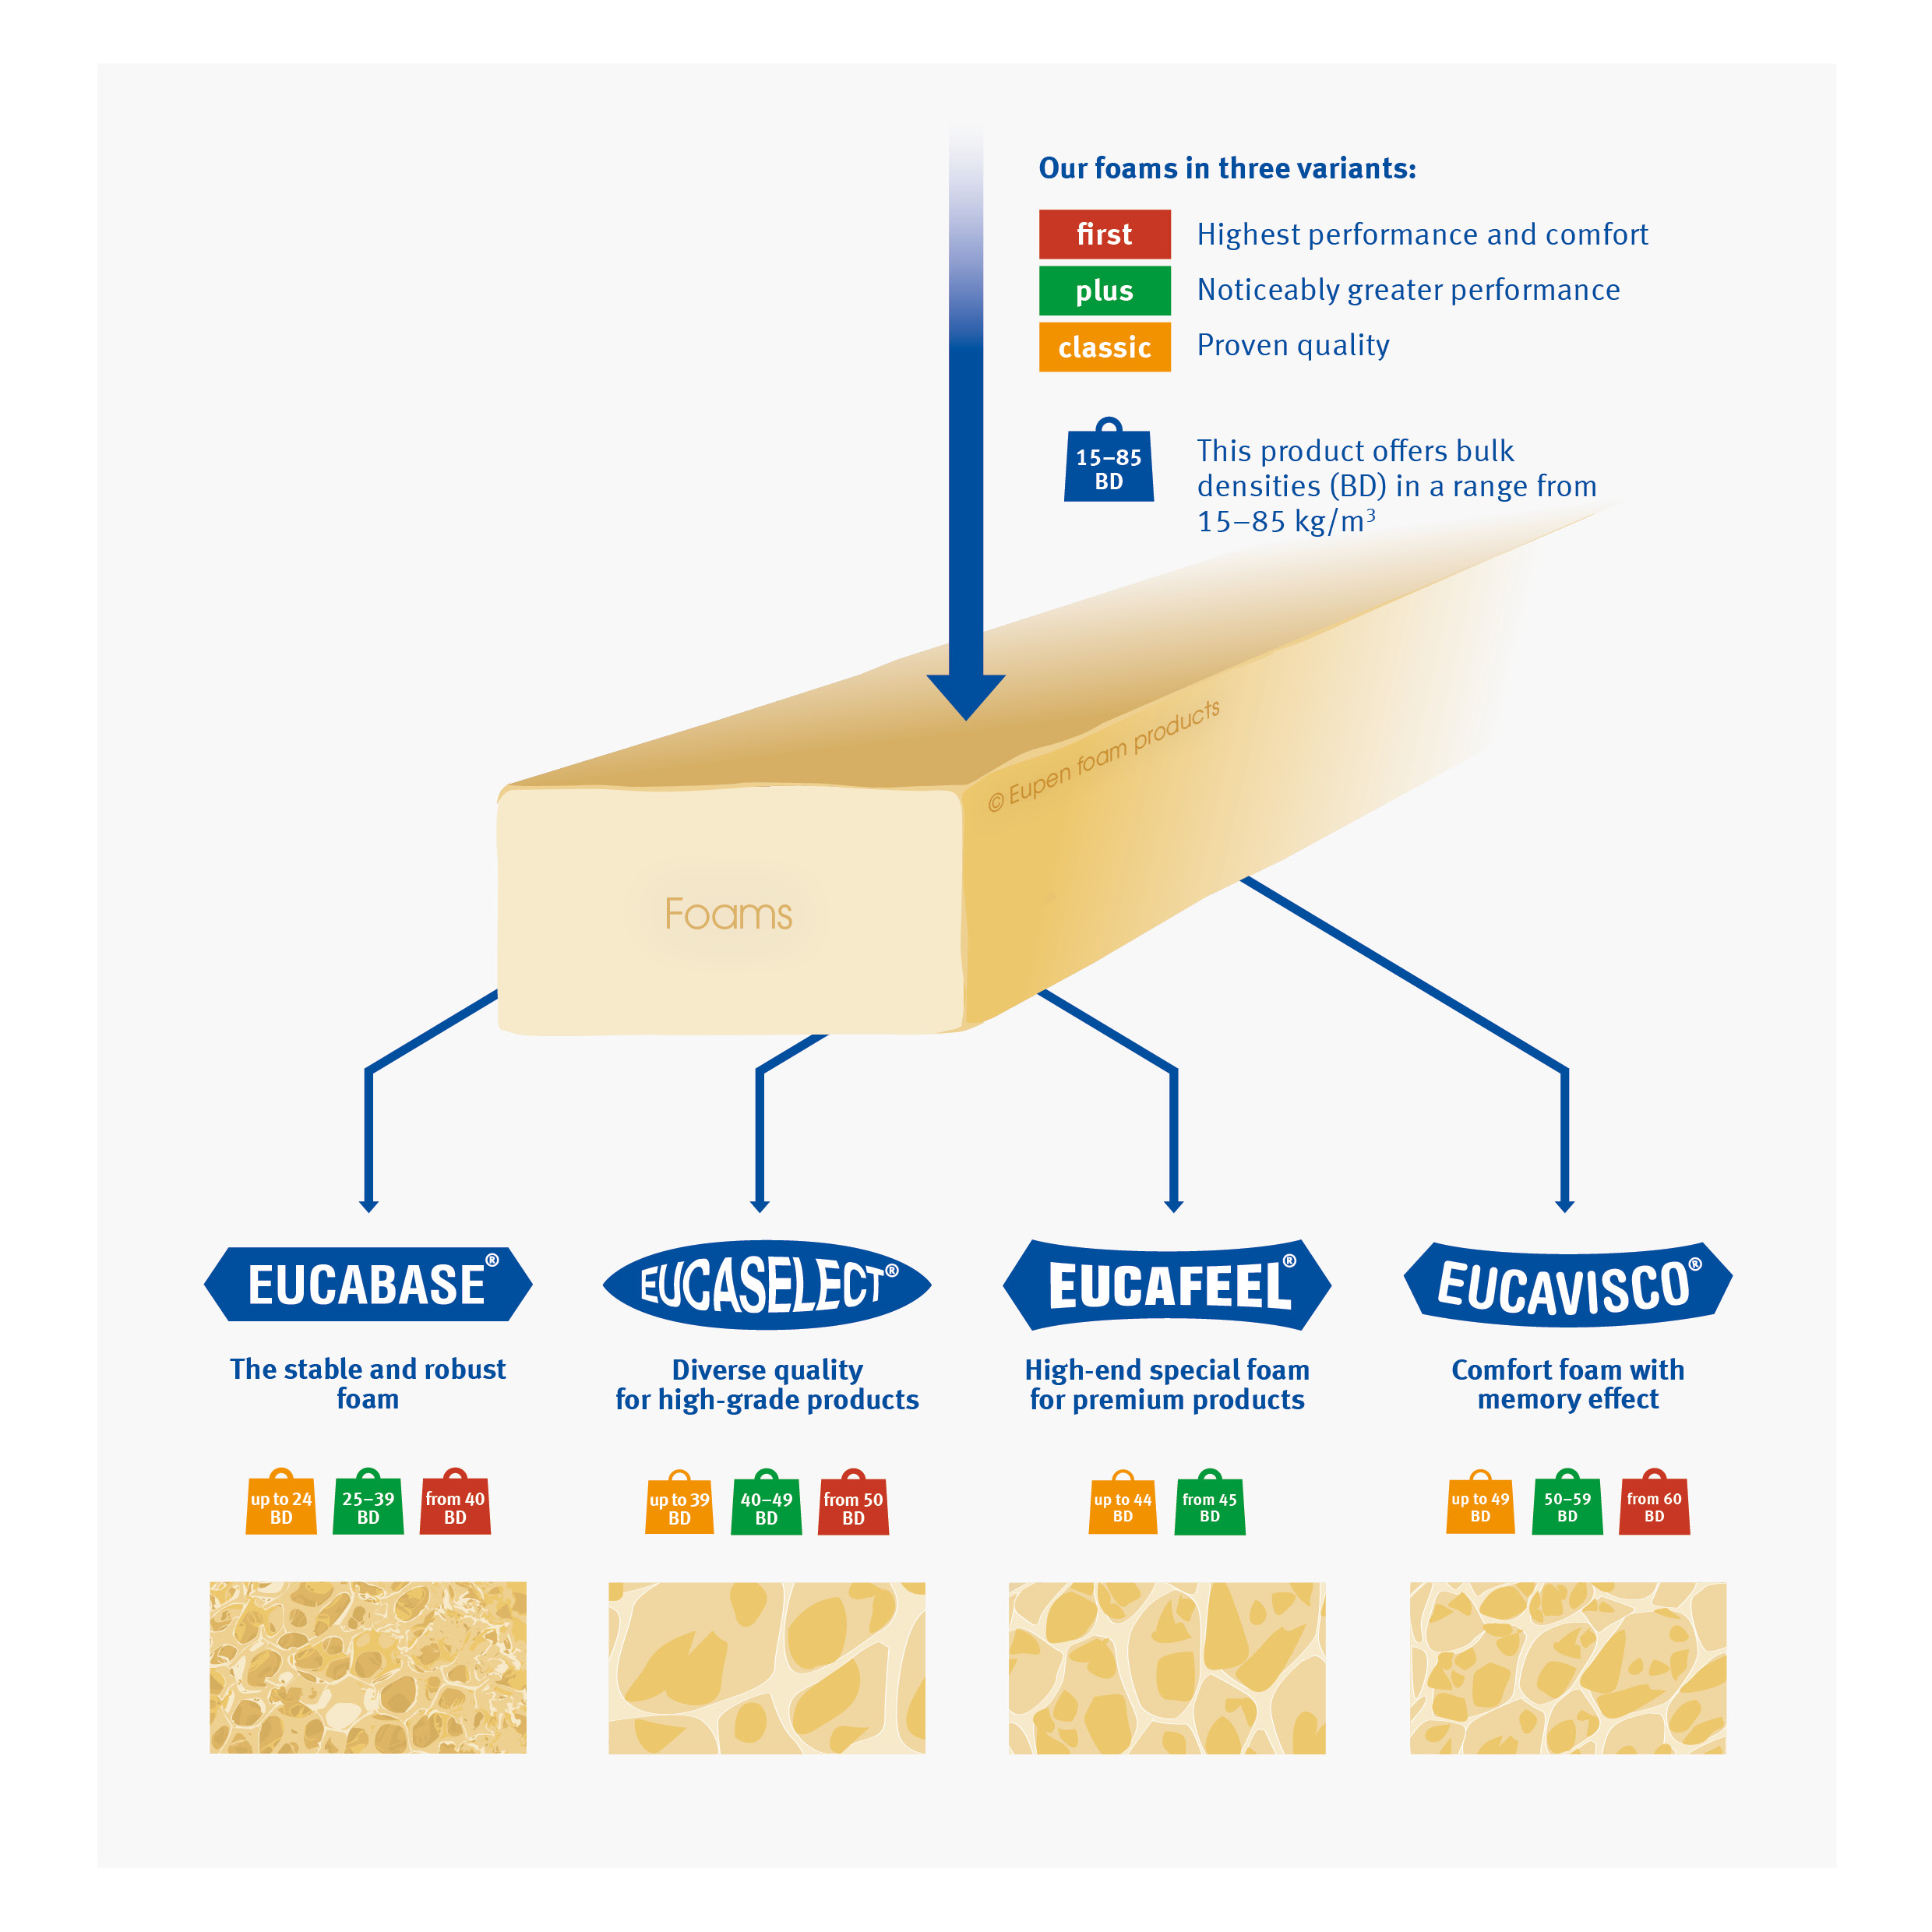 Our foams in three variants:
first Highest performance and comfort
plus Noticeably greater performance
classic Proven quality
15–85
BD
This product offers bulk
densities (BD) in a range from
15–85 kg/m³
© Eupen foam products
Foams
EUCABASE®
The stable and robust
foam
up to 24
BD
25–39
BD
from 40
BD
EUCASELECT®
Diverse quality
for high-grade products
up to 39
BD
40–49
BD
from 50
BD
EUCAFEEL®
High-end special foam
for premium products
up to 44
BD
from 45
BD
EUCAVISCO®
Comfort foam with
memory effect
up to 49
BD
50–59
BD
from 60
BD